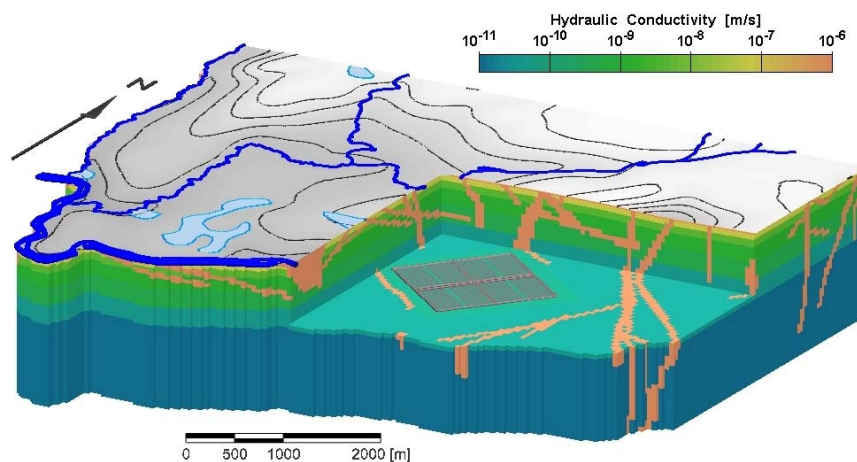 Hydraulic Conductivity [m/s]
10⁻¹¹ 10⁻¹⁰ 10⁻⁹ 10⁻⁸ 10⁻⁷ 10⁻⁶
N
0 500 1000 2000 [m]